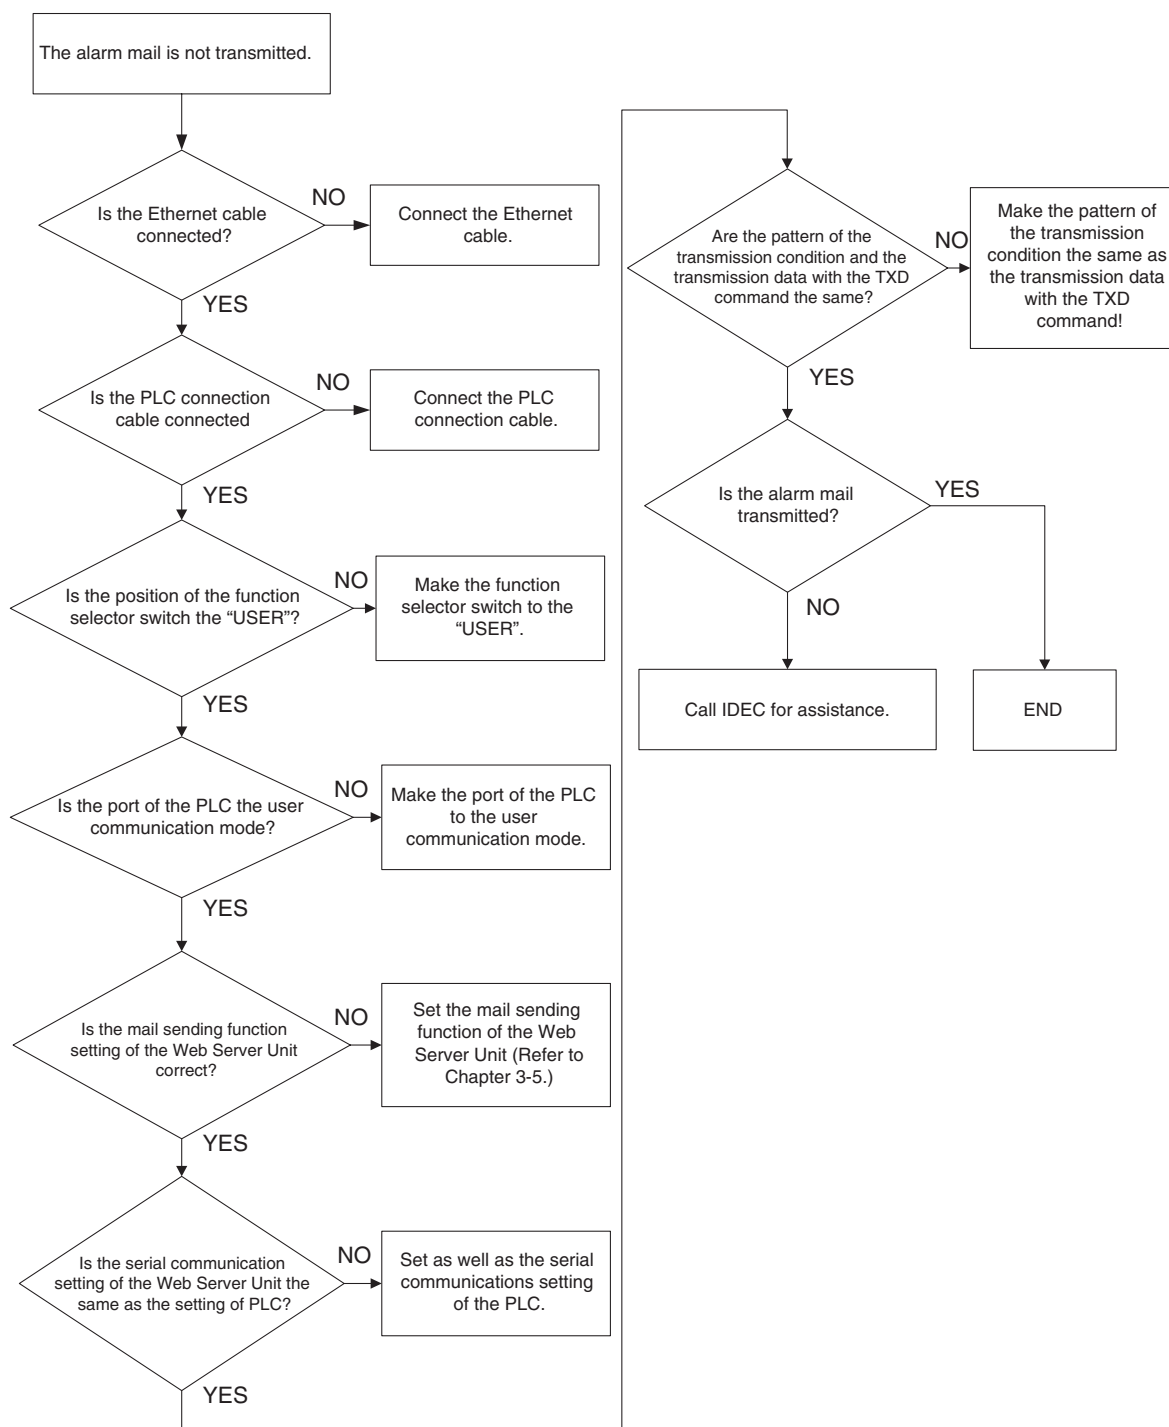 The alarm mail is not transmitted.
Is the Ethernet cable
connected?
NO
Connect the Ethernet
cable.
YES
Is the PLC connection
cable connected
NO
Connect the PLC
connection cable.
YES
Is the position of the function
selector switch the “USER”?
NO
Make the function
selector switch to the
“USER”.
YES
Is the port of the PLC the user
communication mode?
NO
Make the port of the PLC
to the user
communication mode.
YES
Is the mail sending function
setting of the Web Server Unit
correct?
NO
Set the mail sending
function of the Web
Server Unit (Refer to
Chapter 3-5.)
YES
Is the serial communication
setting of the Web Server Unit the
same as the setting of PLC?
NO
Set as well as the serial
communications setting
of the PLC.
YES
Are the pattern of the
transmission condition and the
transmission data with the TXD
command the same?
NO
Make the pattern of
the transmission
condition the same as
the transmission data
with the TXD
command!
YES
Is the alarm mail
transmitted?
YES
NO
Call IDEC for assistance.
END